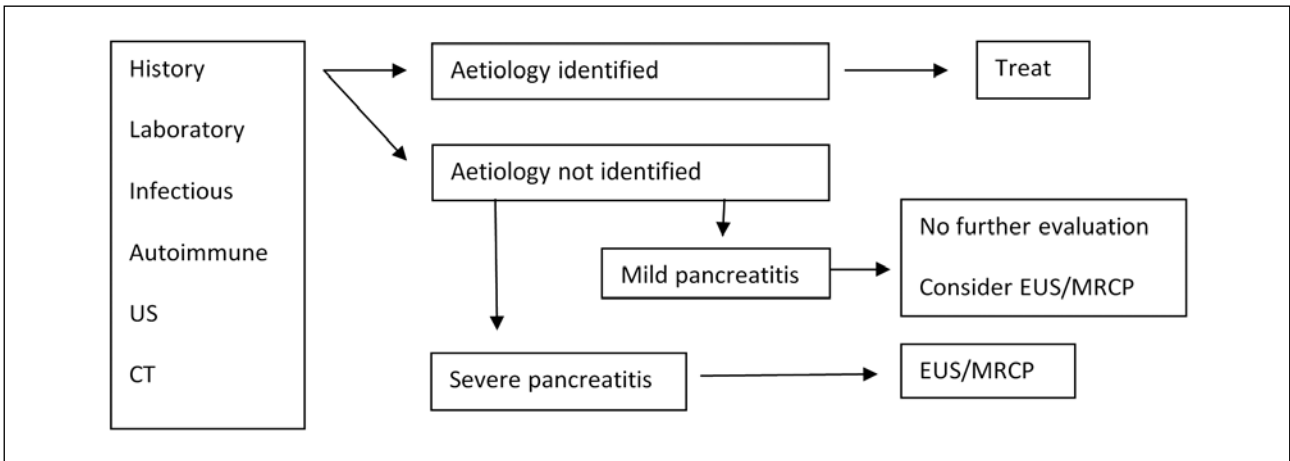 History
Laboratory
Infectious
Autoimmune
US
CT
Aetiology identified
Treat
Aetiology not identified
Mild pancreatitis
No further evaluation
Consider EUS/MRCP
Severe pancreatitis
EUS/MRCP